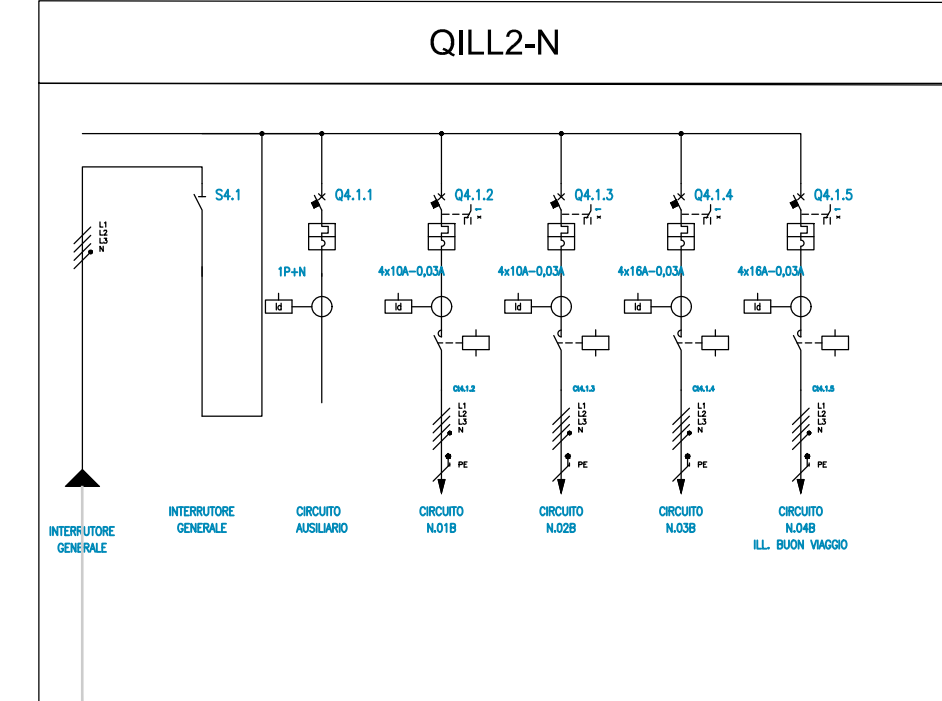 QILL2-N
S4.1
Q4.1.1
Q4.1.2
Q4.1.3
Q4.1.4
Q4.1.5
L1
L2
L3
N
1P+N
4x10A-0,03A
4x10A-0,03A
4x16A-0,03A
4x16A-0,03A
Id
Id
Id
Id
Id
CI4.1.2
CI4.1.3
CI4.1.4
CI4.1.5
L1
L2
L3
N
L1
L2
L3
N
L1
L2
L3
N
L1
L2
L3
N
PE
PE
PE
PE
INTERRUTORE
GENERALE
INTERRUTORE
GENERALE
CIRCUITO
AUSILIARIO
CIRCUITO
N.01B
CIRCUITO
N.02B
CIRCUITO
N.03B
CIRCUITO
N.04B
ILL. BUON VIAGGIO